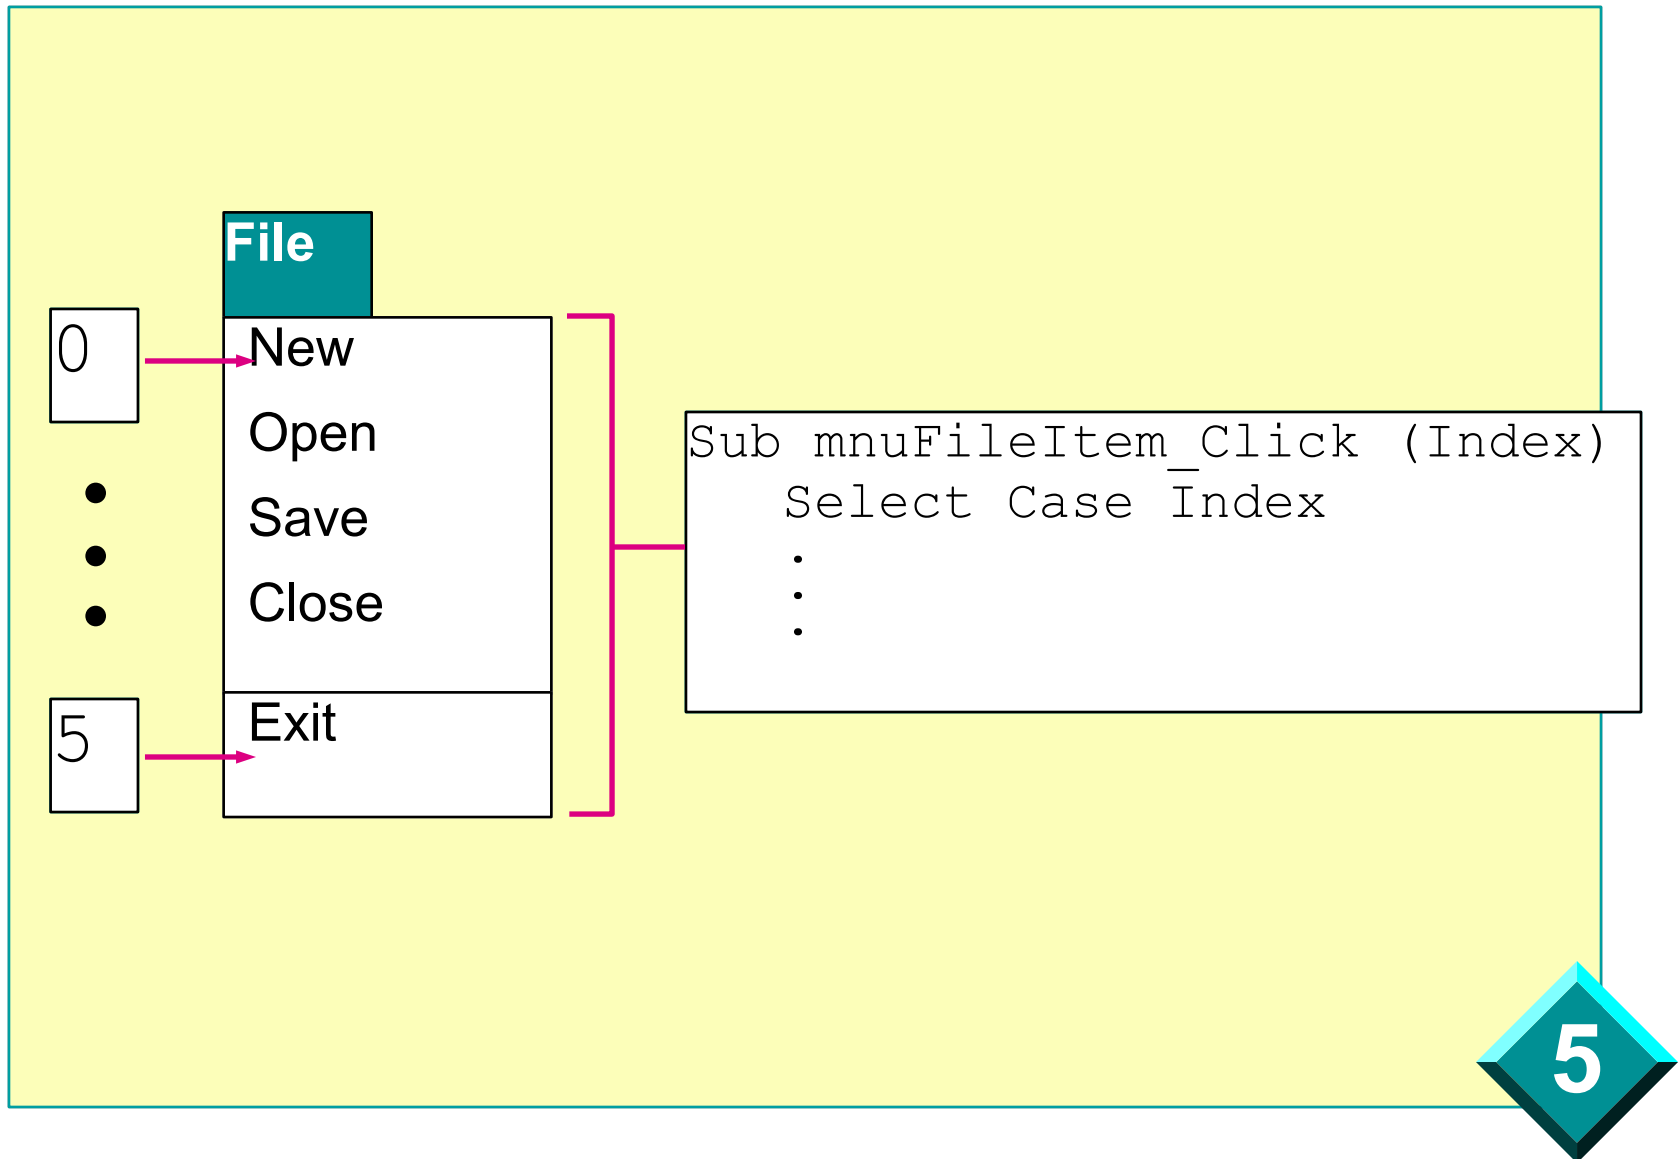 File
0
New
Open
Save
Close
5
Exit
Sub mnuFileItem_Click (Index)
Select Case Index
.
.
.
5